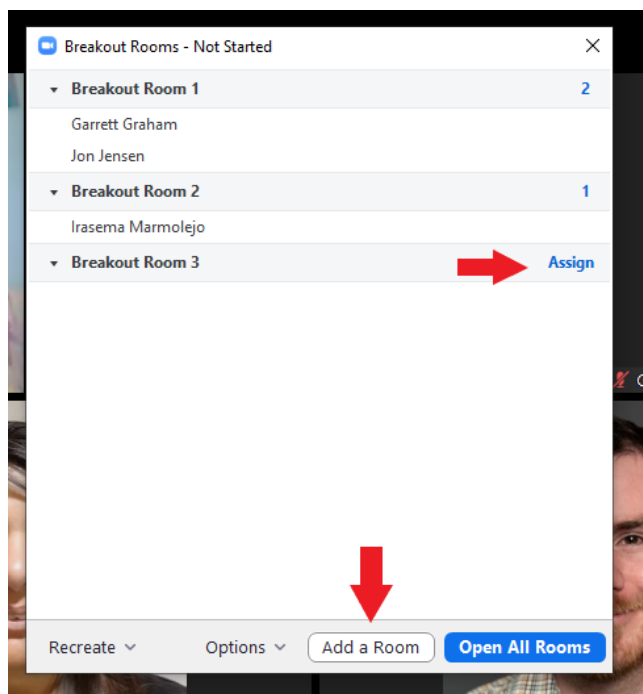 Breakout Rooms - Not Started
Breakout Room 1 2
Garrett Graham
Jon Jensen
Breakout Room 2 1
Irasema Marmolejo
Breakout Room 3 Assign
Recreate Options Add a Room Open All Rooms